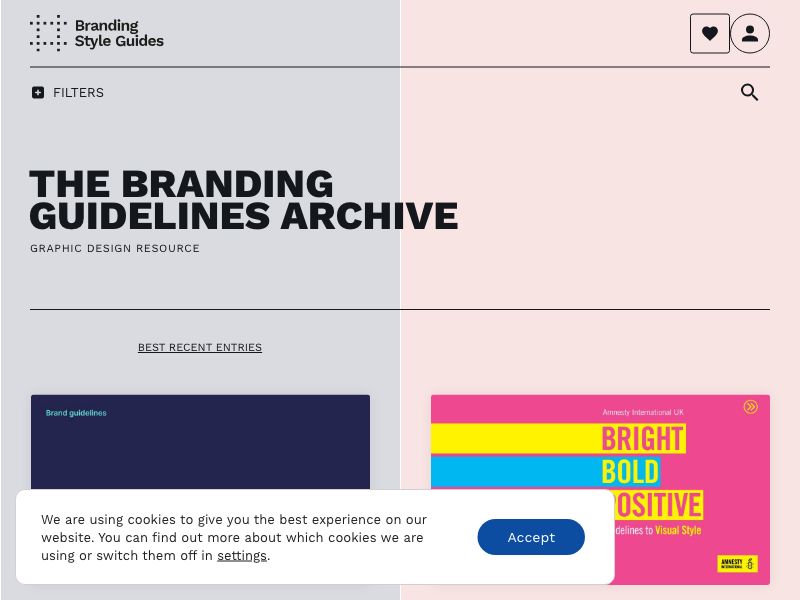 Branding
Style Guides
FILTERS
THE BRANDING
GUIDELINES ARCHIVE
GRAPHIC DESIGN RESOURCE
BEST RECENT ENTRIES
Brand guidelines
Amnesty International UK
BRIGHT
BOLD
OSITIVE
delines to Visual Style
AMNESTY
INTERNATIONAL
We are using cookies to give you the best experience on our
website. You can find out more about which cookies we are
using or switch them off in settings.
Accept